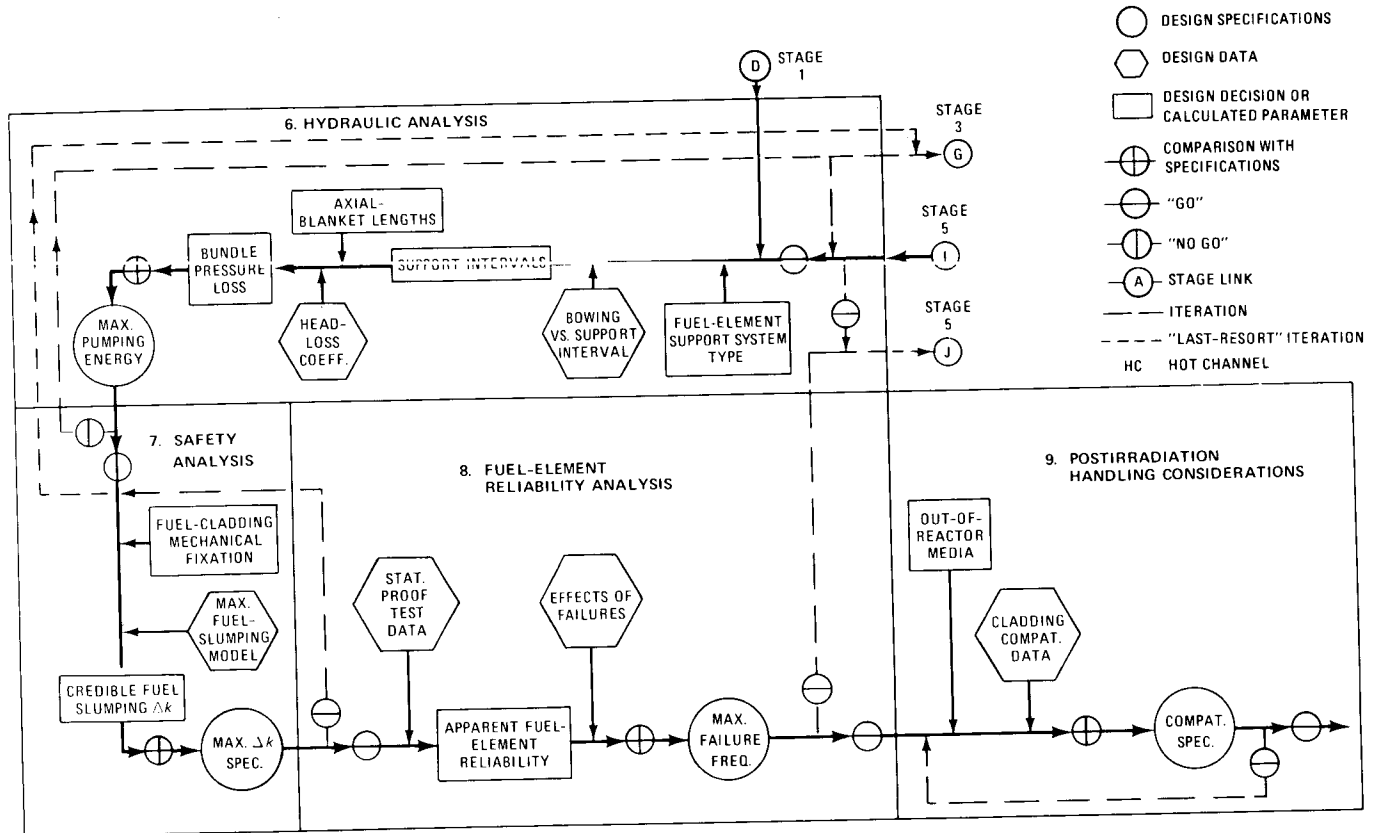 DESIGN SPECIFICATIONS
DESIGN DATA
DESIGN DECISION OR
CALCULATED PARAMETER
COMPARISON WITH
SPECIFICATIONS
"GO"
"NO GO"
A
STAGE LINK
ITERATION
"LAST-RESORT" ITERATION
HC
HOT CHANNEL
D
STAGE
1
6. HYDRAULIC ANALYSIS
STAGE
3
G
AXIAL-
BLANKET LENGTHS
BUNDLE
PRESSURE
LOSS
SUPPORT INTERVALS
STAGE
5
I
MAX.
PUMPING
ENERGY
HEAD-
LOSS
COEFF.
BOWING
VS. SUPPORT
INTERVAL
FUEL-ELEMENT
SUPPORT SYSTEM
TYPE
STAGE
5
J
7. SAFETY
ANALYSIS
8. FUEL-ELEMENT
RELIABILITY ANALYSIS
9. POSTIRRADIATION
HANDLING CONSIDERATIONS
FUEL-CLADDING
MECHANICAL
FIXATION
MAX.
FUEL-
SLUMPING
MODEL
CREDIBLE FUEL
SLUMPING Δk
MAX. Δk
SPEC.
STAT.
PROOF
TEST
DATA
EFFECTS OF
FAILURES
APPARENT FUEL-
ELEMENT
RELIABILITY
MAX.
FAILURE
FREQ.
OUT-OF-
REACTOR
MEDIA
CLADDING
COMPAT.
DATA
COMPAT.
SPEC.